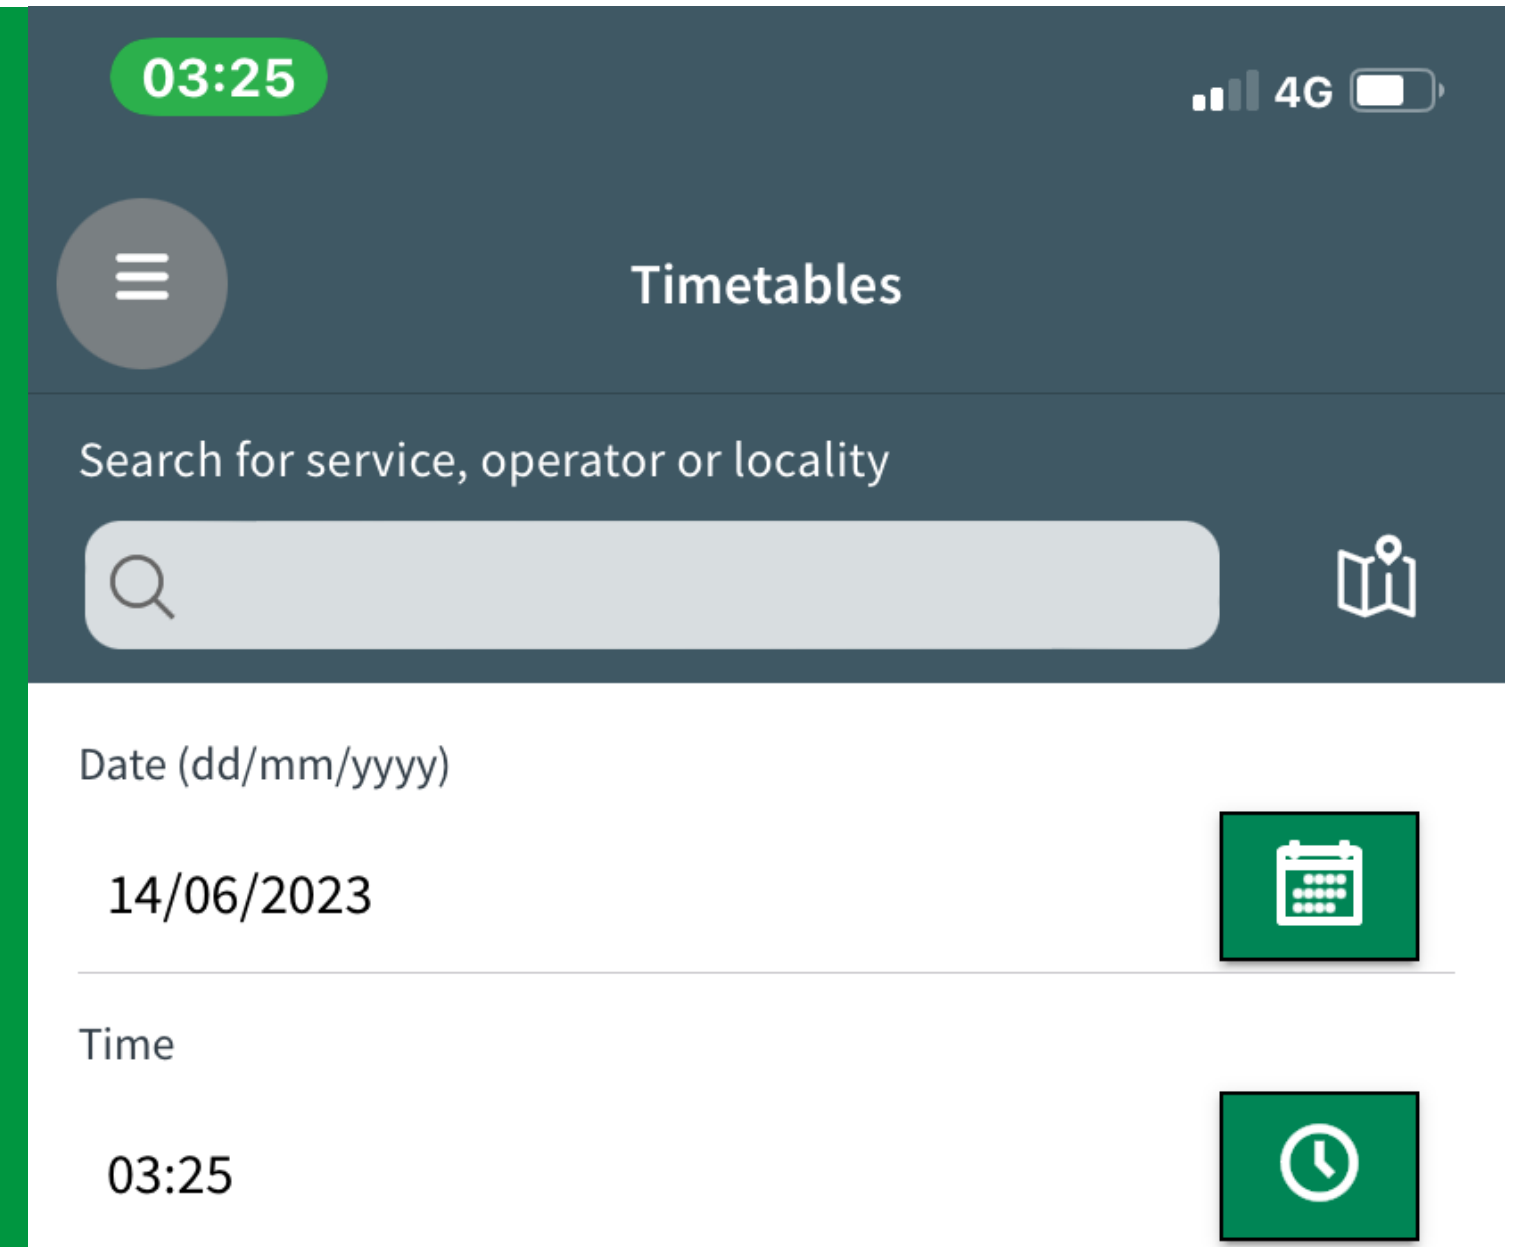 03:25
4G
Timetables
Search for service, operator or locality
Date (dd/mm/yyyy)
14/06/2023
Time
03:25